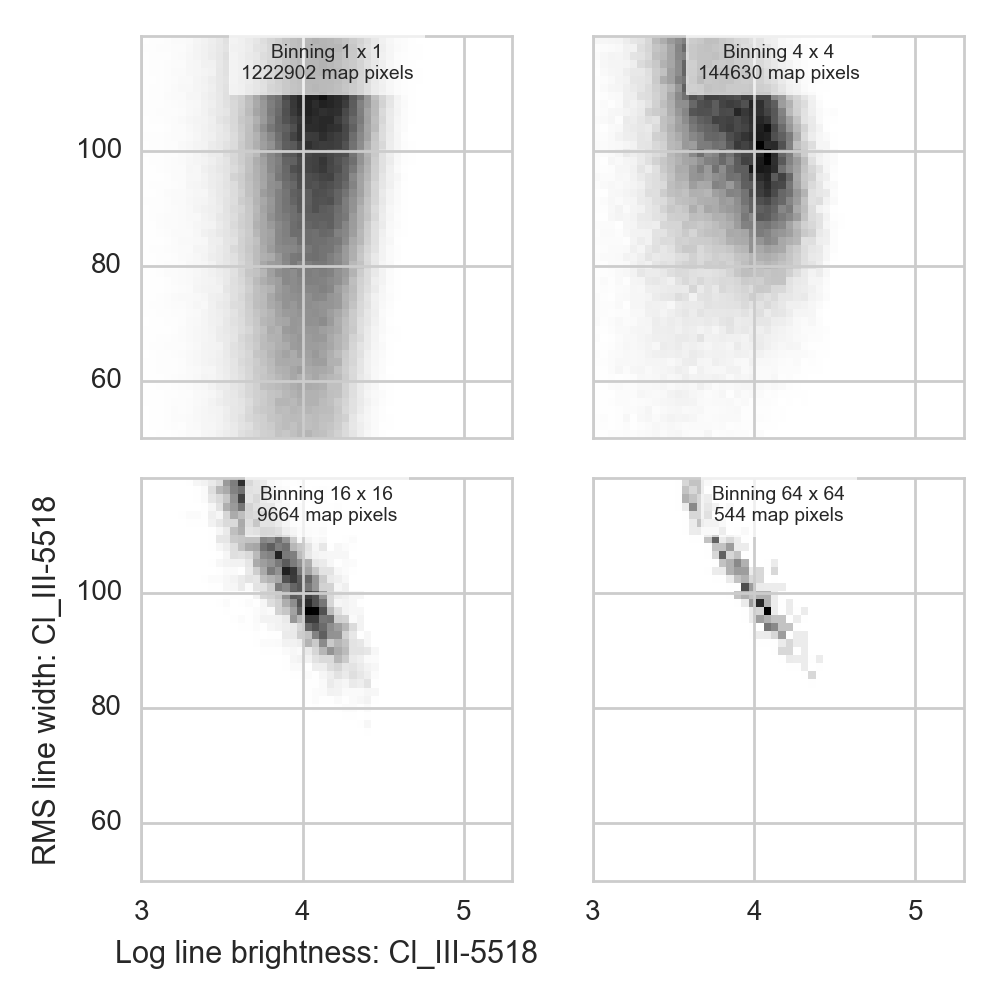 Binning 1 x 1
1222902 map pixels
Binning 4 x 4
144630 map pixels
100
80
60
Binning 16 x 16
9664 map pixels
Binning 64 x 64
544 map pixels
100
80
60
RMS line width: Cl_III-5518
3 4 5
3 4 5
Log line brightness: Cl_III-5518